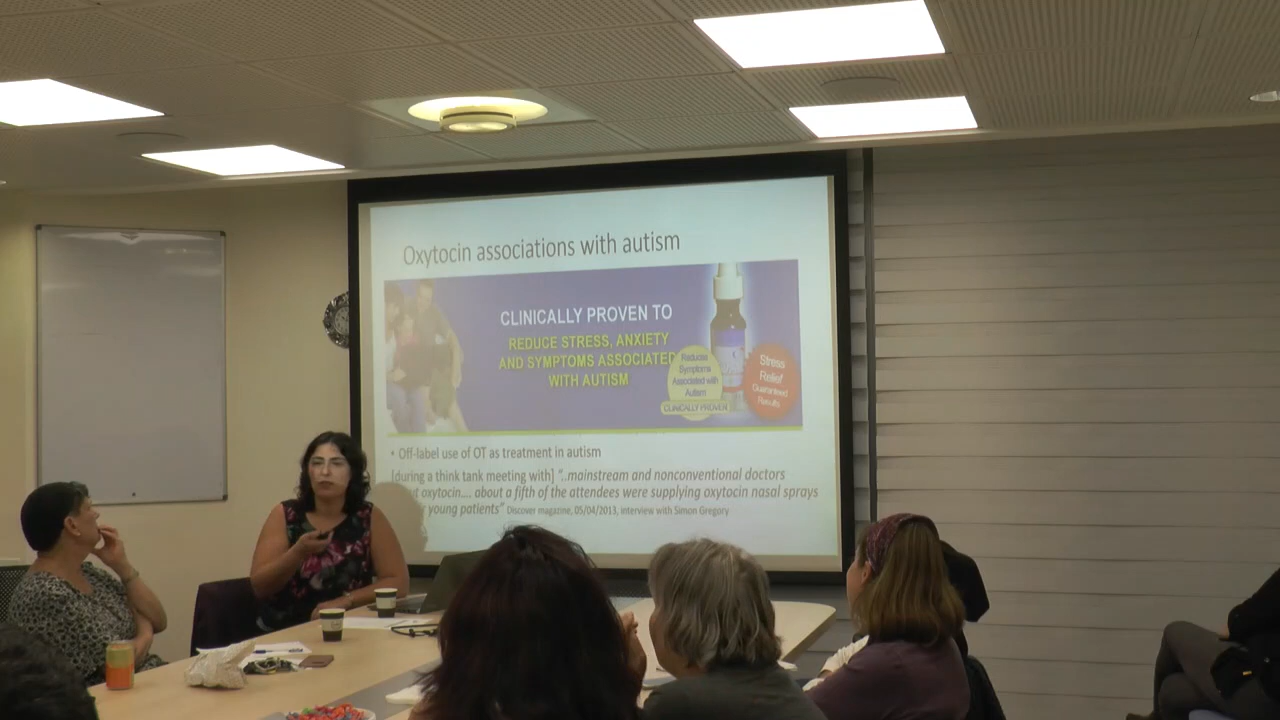 Oxytocin associations with autism
CLINICALLY PROVEN TO
REDUCE STRESS, ANXIETY
AND SYMPTOMS ASSOCIATED
WITH AUTISM
Reduces
Symptoms
Associated with
Autism
CLINICALLY PROVEN
Stress
Relief
Guaranteed
Results
• Off-label use of OT as treatment in autism
[during a think tank meeting with] "..mainstream and nonconventional doctors
oxytocin.... about a fifth of the attendees were supplying oxytocin nasal sprays
young patients" Discover magazine, 05/04/2013, interview with Simon Gregory